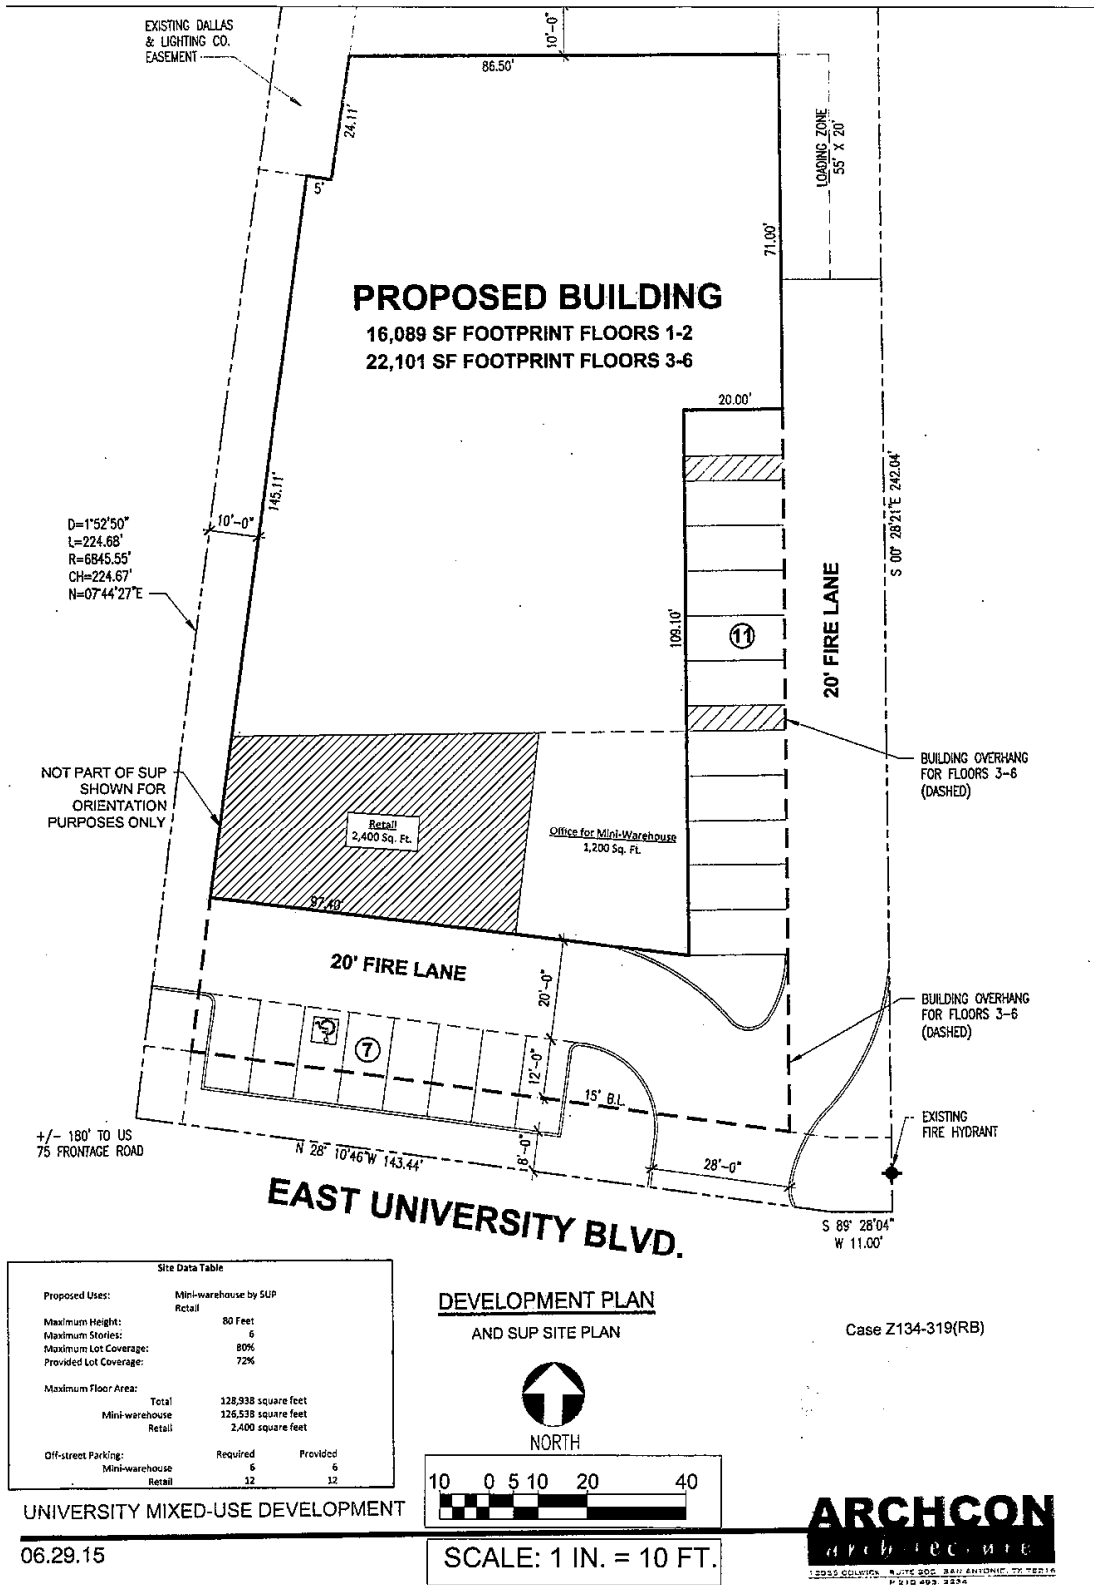 EXISTING DALLAS
& LIGHTING CO.
EASEMENT
10'-0"
86.50'
24.11'
5'
LOADING ZONE
55' X 20'
71.00'
PROPOSED BUILDING
16,089 SF FOOTPRINT FLOORS 1-2
22,101 SF FOOTPRINT FLOORS 3-6
20.00'
145.11'
10'-0"
D=1°52'50"
L=224.68'
R=6845.55'
CH=224.67'
N=07°44'27"E
S 00° 28'21"E 242.04'
109.10'
11
20' FIRE LANE
BUILDING OVERHANG
FOR FLOORS 3-6
(DASHED)
NOT PART OF SUP
SHOWN FOR
ORIENTATION
PURPOSES ONLY
Retail
2,400 Sq. Ft.
Office for Mini-Warehouse
1,200 Sq. Ft.
97.40'
20' FIRE LANE
20'-0"
BUILDING OVERHANG
FOR FLOORS 3-6
(DASHED)
7
12'-0"
15' B.L.
EXISTING
FIRE HYDRANT
+/- 180' TO US
75 FRONTAGE ROAD
N 28° 10'46"W 143.44'
8'-0"
28'-0"
EAST UNIVERSITY BLVD.
S 89° 28'04"
W 11.00'
Site Data Table
Proposed Uses: Mini-warehouse by SUP
Retail
Maximum Height: 80 Feet
Maximum Stories: 6
Maximum Lot Coverage: 80%
Provided Lot Coverage: 72%
Maximum Floor Area:
Total 128,938 square feet
Mini-warehouse 126,538 square feet
Retail 2,400 square feet
Off-street Parking: Required Provided
Mini-warehouse 6 6
Retail 12 12
DEVELOPMENT PLAN
AND SUP SITE PLAN
Case Z134-319(RB)
NORTH
10 0 5 10 20 40
UNIVERSITY MIXED-USE DEVELOPMENT
06.29.15
SCALE: 1 IN. = 10 FT.
ARCHCON
architecture
SAN ANTONIO, TX